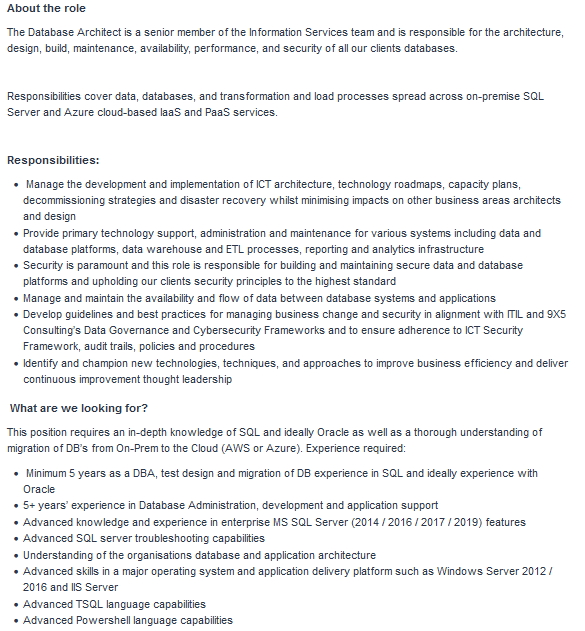 About the role
The Database Architect is a senior member of the Information Services team and is responsible for the architecture,
design, build, maintenance, availability, performance, and security of all our clients databases.
Responsibilities cover data, databases, and transformation and load processes spread across on-premise SQL
Server and Azure cloud-based IaaS and PaaS services.
Responsibilities:
• Manage the development and implementation of ICT architecture, technology roadmaps, capacity plans,
decommissioning strategies and disaster recovery whilst minimising impacts on other business areas architects
and design
• Provide primary technology support, administration and maintenance for various systems including data and
database platforms, data warehouse and ETL processes, reporting and analytics infrastructure
• Security is paramount and this role is responsible for building and maintaining secure data and database
platforms and upholding our clients security principles to the highest standard
• Manage and maintain the availability and flow of data between database systems and applications
• Develop guidelines and best practices for managing business change and security in alignment with ITIL and 9X5
Consulting's Data Governance and Cybersecurity Frameworks and to ensure adherence to ICT Security
Framework, audit trails, policies and procedures
• Identify and champion new technologies, techniques, and approaches to improve business efficiency and deliver
continuous improvement thought leadership
What are we looking for?
This position requires an in-depth knowledge of SQL and ideally Oracle as well as a thorough understanding of
migration of DB's from On-Prem to the Cloud (AWS or Azure). Experience required:
• Minimum 5 years as a DBA, test design and migration of DB experience in SQL and ideally experience with
Oracle
• 5+ years' experience in Database Administration, development and application support
• Advanced knowledge and experience in enterprise MS SQL Server (2014 / 2016 / 2017 / 2019) features
• Advanced SQL server troubleshooting capabilities
• Understanding of the organisations database and application architecture
• Advanced skills in a major operating system and application delivery platform such as Windows Server 2012 /
2016 and IIS Server
• Advanced TSQL language capabilities
• Advanced Powershell language capabilities